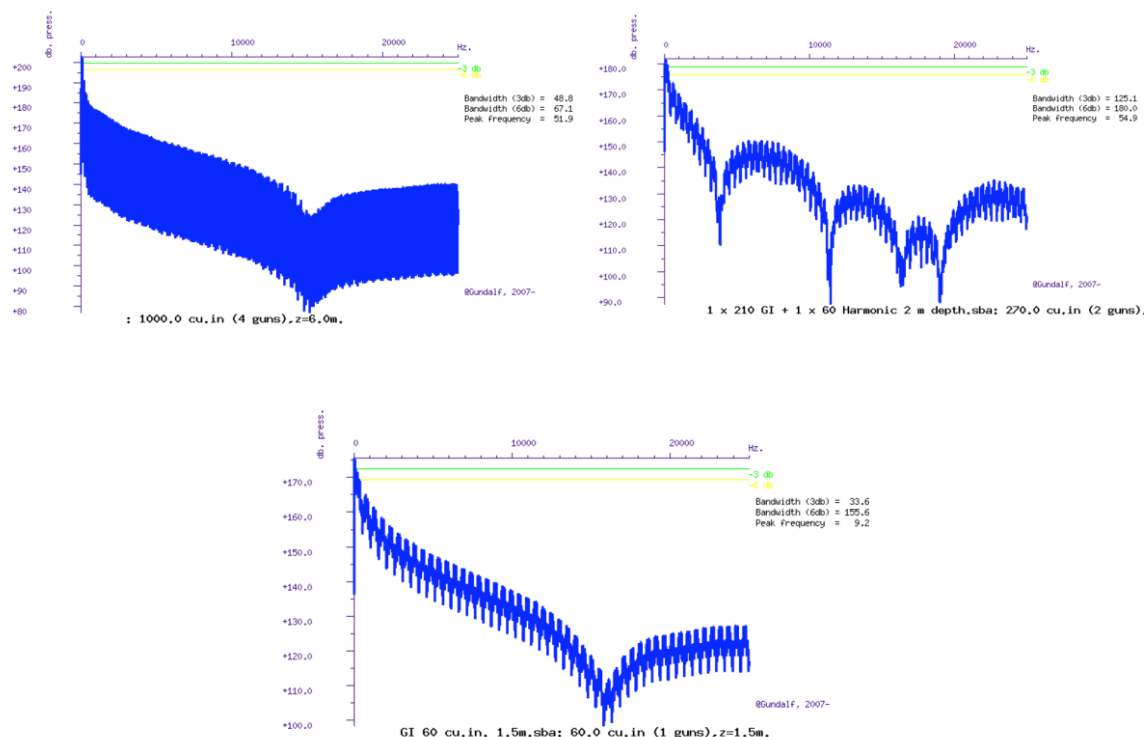 db. press.
0 10000 20000 Hz.
+200
+190
+180
+170
+160
+150
+140
+130
+120
+110
+100
+90
+80
-3 db
-6 db
Bandwidth (3db) = 48.8
Bandwidth (6db) = 67.1
Peak frequency = 51.9
@Gundalf, 2007-
: 1000.0 cu.in (4 guns),z=6.0m.
db. press.
0 10000 20000 Hz.
+180.0
+170.0
+160.0
+150.0
+140.0
+130.0
+120.0
+110.0
+100.0
+90.0
-3 db
-6 db
Bandwidth (3db) = 125.1
Bandwidth (6db) = 180.0
Peak frequency = 54.9
@Gundalf, 2007-
1 x 210 GI + 1 x 60 Harmonic 2 m depth.sba: 270.0 cu.in (2 guns),
db. press.
0 10000 20000 Hz.
+170.0
+160.0
+150.0
+140.0
+130.0
+120.0
+110.0
+100.0
-3 db
-6 db
Bandwidth (3db) = 33.6
Bandwidth (6db) = 155.6
Peak frequency = 9.2
@Gundalf, 2007-
GI 60 cu.in. 1.5m.sba: 60.0 cu.in (1 guns),z=1.5m.